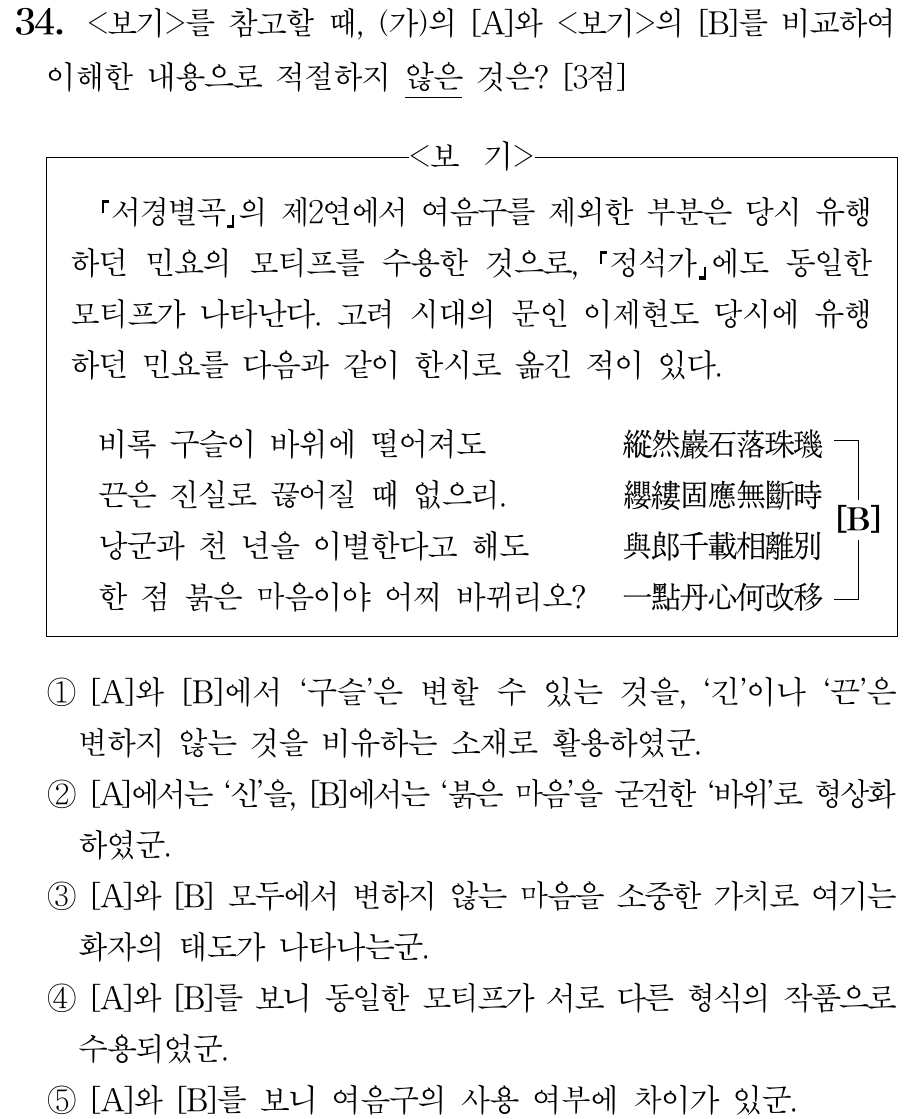 34. <보기>를 참고할 때, (가)의 [A]와 <보기>의 [B]를 비교하여
이해한 내용으로 적절하지 않은 것은? [3점]
<보 기>
『서경별곡』의 제2연에서 여음구를 제외한 부분은 당시 유행
하던 민요의 모티프를 수용한 것으로, 『정석가』에도 동일한
모티프가 나타난다. 고려 시대의 문인 이제현도 당시에 유행
하던 민요를 다음과 같이 한시로 옮긴 적이 있다.
비록 구슬이 바위에 떨어져도 縱然巖石落珠璣
끈은 진실로 끊어질 때 없으리. 纓縷固應無斷時
[B]
낭군과 천 년을 이별한다고 해도 與郎千載相離別
한 점 붉은 마음이야 어찌 바뀌리오? 一點丹心何改移
① [A]와 [B]에서 ‘구슬’은 변할 수 있는 것을, ‘긴’이나 ‘끈’은
변하지 않는 것을 비유하는 소재로 활용하였군.
② [A]에서는 ‘신’을, [B]에서는 ‘붉은 마음’을 굳건한 ‘바위’로 형상화
하였군.
③ [A]와 [B] 모두에서 변하지 않는 마음을 소중한 가치로 여기는
화자의 태도가 나타나는군.
④ [A]와 [B]를 보니 동일한 모티프가 서로 다른 형식의 작품으로
수용되었군.
⑤ [A]와 [B]를 보니 여음구의 사용 여부에 차이가 있군.